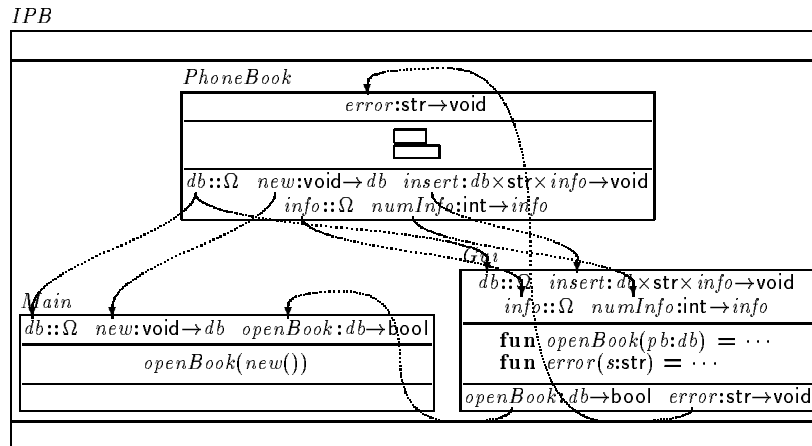 IPB
PhoneBook
error:str→void
db::Ω new:void→db insert:db×str×info→void
info::Ω numInfo:int→info
Gui
db::Ω insert:db×str×info→void
info::Ω numInfo:int→info
fun openBook(pb:db) = ⋯
fun error(s:str) = ⋯
openBook:db→bool error:str→void
Main
db::Ω new:void→db openBook:db→bool
openBook(new())